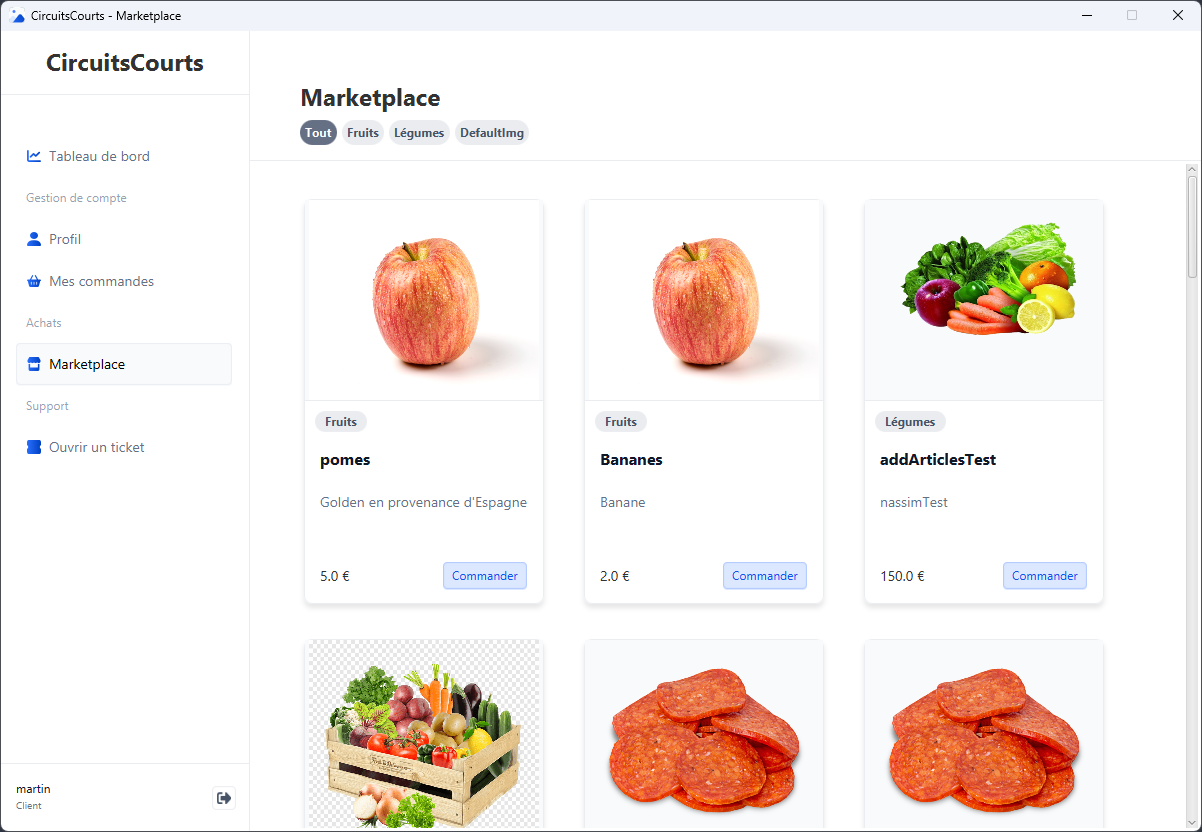 CircuitsCourts - Marketplace
CircuitsCourts
Tableau de bord
Gestion de compte
Profil
Mes commandes
Achats
Marketplace
Support
Ouvrir un ticket
martin
Client
Marketplace
Tout Fruits Légumes DefaultImg
Fruits
pomes
Golden en provenance d'Espagne
5.0 €
Commander
Fruits
Bananes
Banane
2.0 €
Commander
Légumes
addArticlesTest
nassimTest
150.0 €
Commander